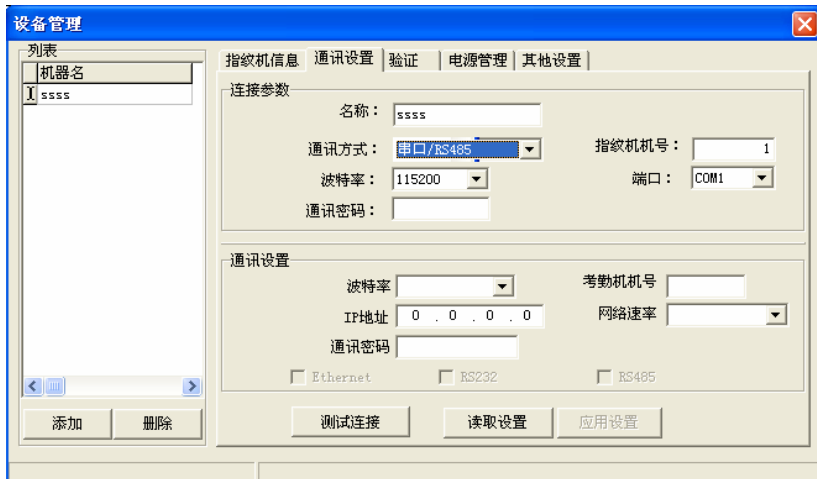 设备管理
列表
机器名
ssss
添加 删除
指纹机信息 通讯设置 验证 电源管理 其他设置
连接参数
名称： ssss
通讯方式： 串口/RS485 指纹机机号： 1
波特率： 115200 端口： COM1
通讯密码：
通讯设置
波特率 考勤机机号
IP地址 0 . 0 . 0 . 0 网络速率
通讯密码
Ethernet RS232 RS485
测试连接 读取设置 应用设置